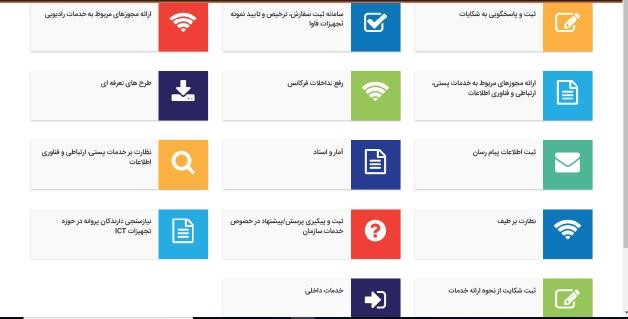 ثبت و پاسخگویی به شکایات
سامانه ثبت سفارش، ترخیص و تایید نمونه
تجهیزات فاوا
ارائه مجوزهای مربوط به خدمات رادیویی
ارائه مجوزهای مربوط به خدمات پستی،
ارتباطی و فناوری اطلاعات
رفع تداخلات فرکانس
طرح های تعرفه ای
ثبت اطلاعات پیام رسان
آمار و اسناد
نظارت بر خدمات پستی، ارتباطی و فناوری
اطلاعات
نظارت بر طیف
ثبت و پیگیری پرسش/پیشنهاد در خصوص
خدمات سازمان
نیازسنجی دارندگان پروانه در حوزه
تجهیزات ICT
ثبت شکایت از نحوه ارائه خدمات
خدمات داخلی